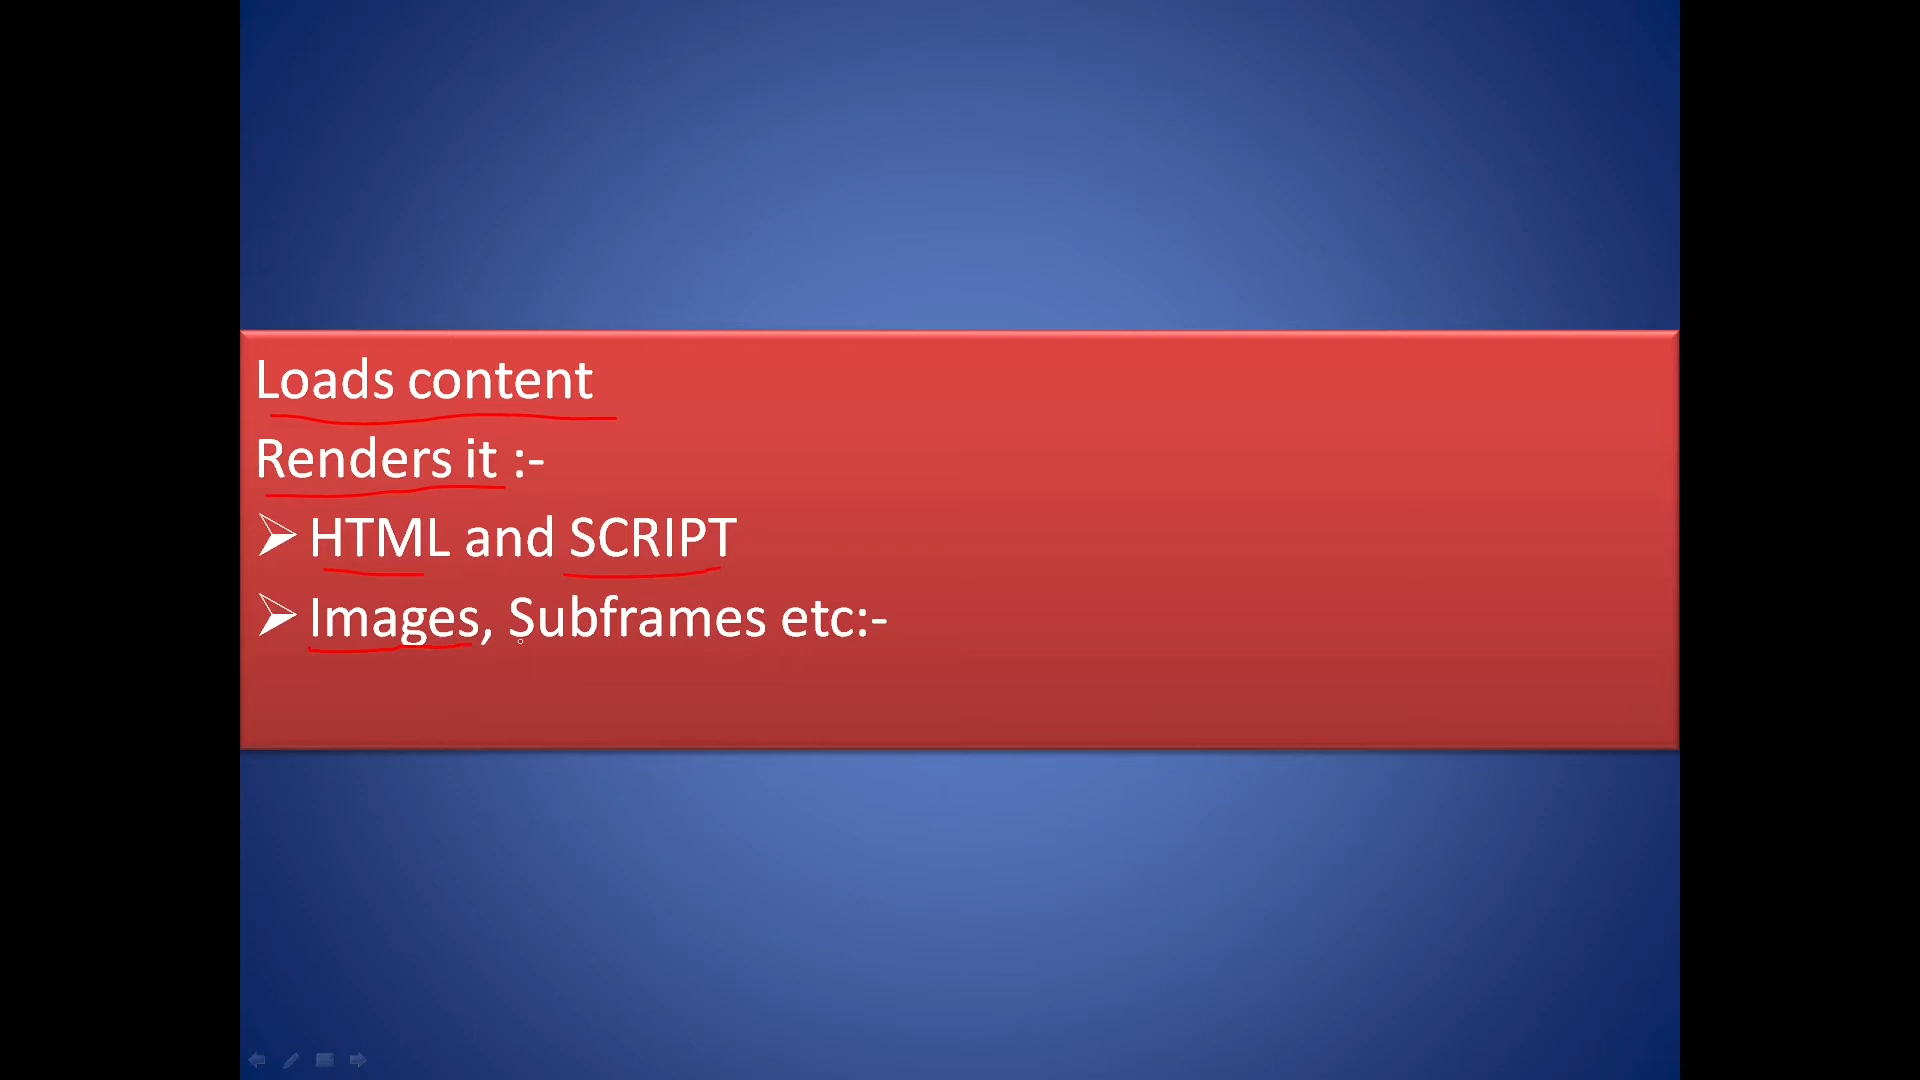 Loads content
Renders it :-
➢ HTML and SCRIPT
➢ Images, Subframes etc:-